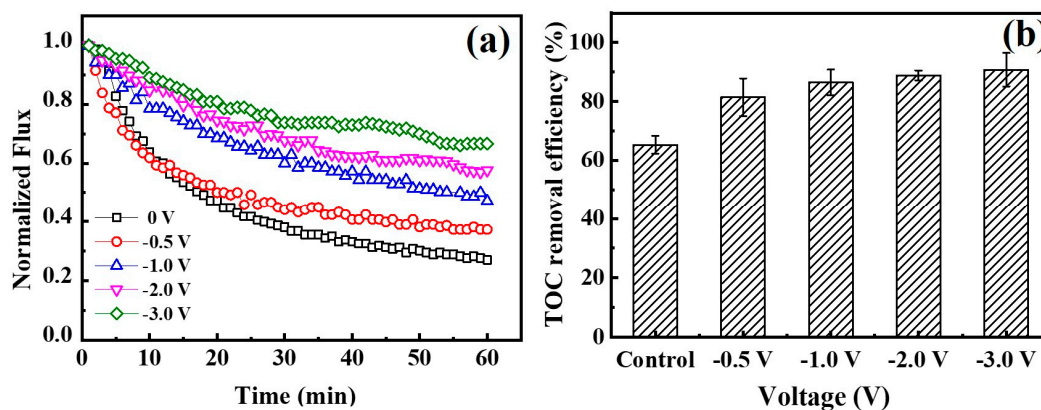 (a)
Normalized Flux
1.0
0.8
0.6
0.4
0.2
0.0
0 V
-0.5 V
-1.0 V
-2.0 V
-3.0 V
0 10 20 30 40 50 60
Time (min)
(b)
TOC removal efficiency (%)
100
80
60
40
20
0
Control -0.5 V -1.0 V -2.0 V -3.0 V
Voltage (V)